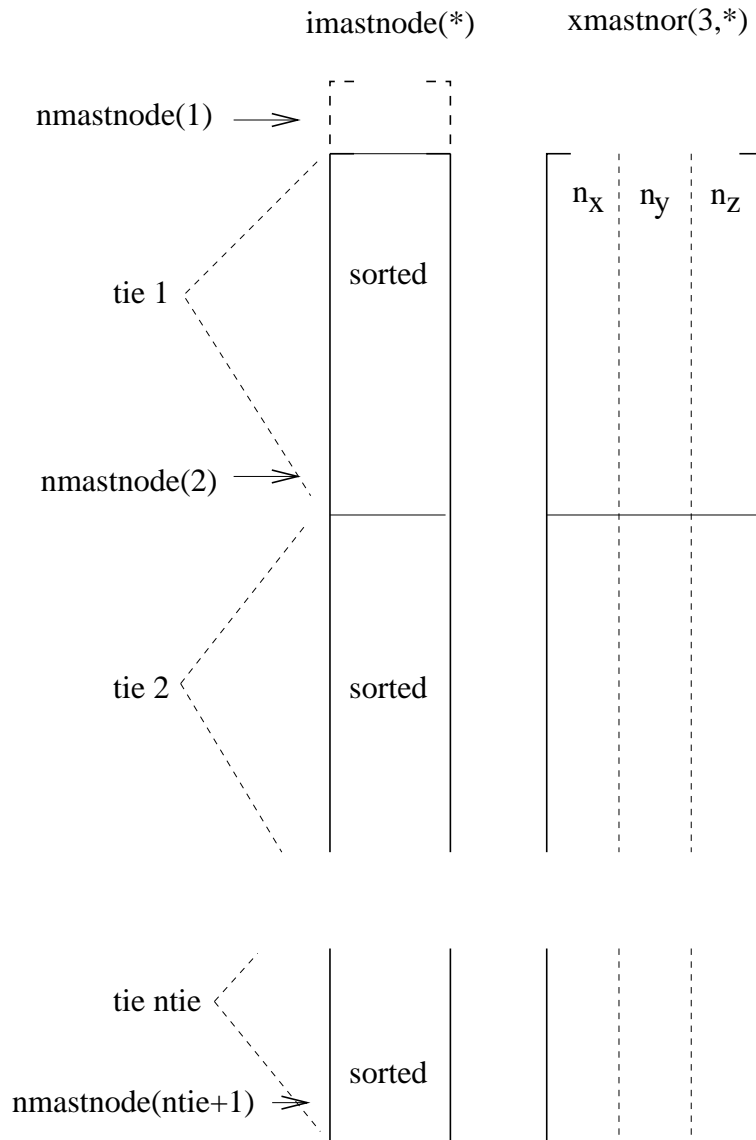 imastnode(*) xmastnor(3,*)
nmastnode(1)
n_x n_y n_z
sorted
tie 1
nmastnode(2)
tie 2 sorted
tie ntie
sorted
nmastnode(ntie+1)